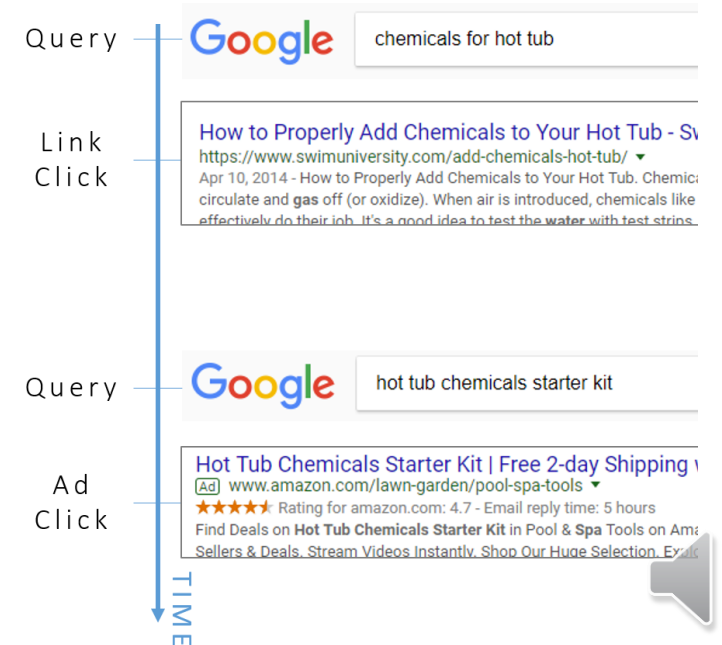 Query
Google
chemicals for hot tub
Link
Click
How to Properly Add Chemicals to Your Hot Tub - Sw
https://www.swimuniversity.com/add-chemicals-hot-tub/
Apr 10, 2014 - How to Properly Add Chemicals to Your Hot Tub. Chemica
circulate and gas off (or oxidize). When air is introduced, chemicals like
effectively do their job. It's a good idea to test the water with test strips
Query
Google
hot tub chemicals starter kit
Ad
Click
Hot Tub Chemicals Starter Kit | Free 2-day Shipping
Ad www.amazon.com/lawn-garden/pool-spa-tools
Rating for amazon.com: 4.7 - Email reply time: 5 hours
Find Deals on Hot Tub Chemicals Starter Kit in Pool & Spa Tools on Ama
Sellers & Deals. Stream Videos Instantly. Shop Our Huge Selection.
TIME